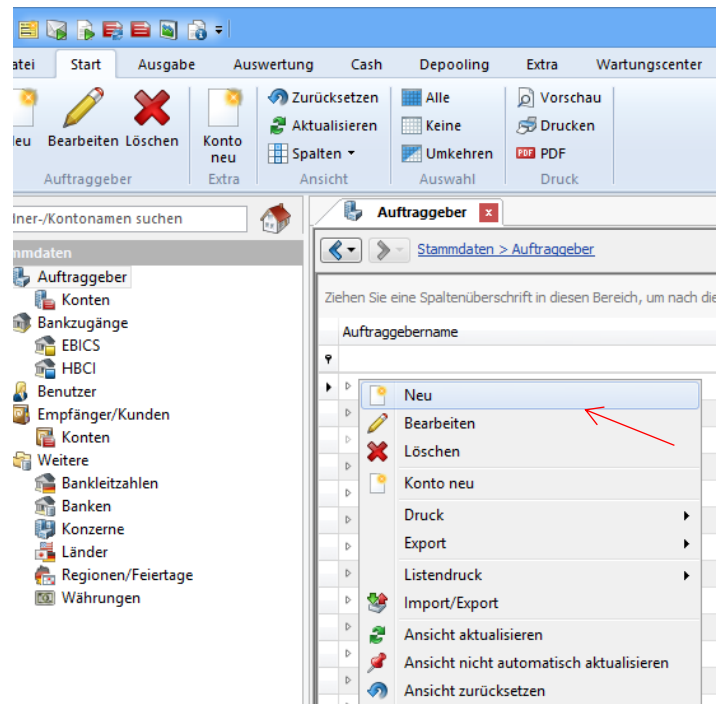 Start Ausgabe Auswertung Cash Depooling Extra Wartungscenter
Zurücksetzen Alle Vorschau
Aktualisieren Keine Drucken
Bearbeiten Löschen Konto neu Spalten Umkehren PDF PDF
Auftraggeber Extra Ansicht Auswahl Druck
-/Kontonamen suchen
Auftraggeber x
Stammdaten > Auftraggeber
Auftraggeber
Konten
Bankzugänge
EBICS
HBCI
Benutzer
Empfänger/Kunden
Konten
Weitere
Bankleitzahlen
Banken
Konzerne
Länder
Regionen/Feiertage
Währungen
Ziehen Sie eine Spaltenüberschrift in diesen Bereich, um nach die
Auftraggebername
Neu
Bearbeiten
Löschen
Konto neu
Druck
Export
Listendruck
Import/Export
Ansicht aktualisieren
Ansicht nicht automatisch aktualisieren
Ansicht zurücksetzen